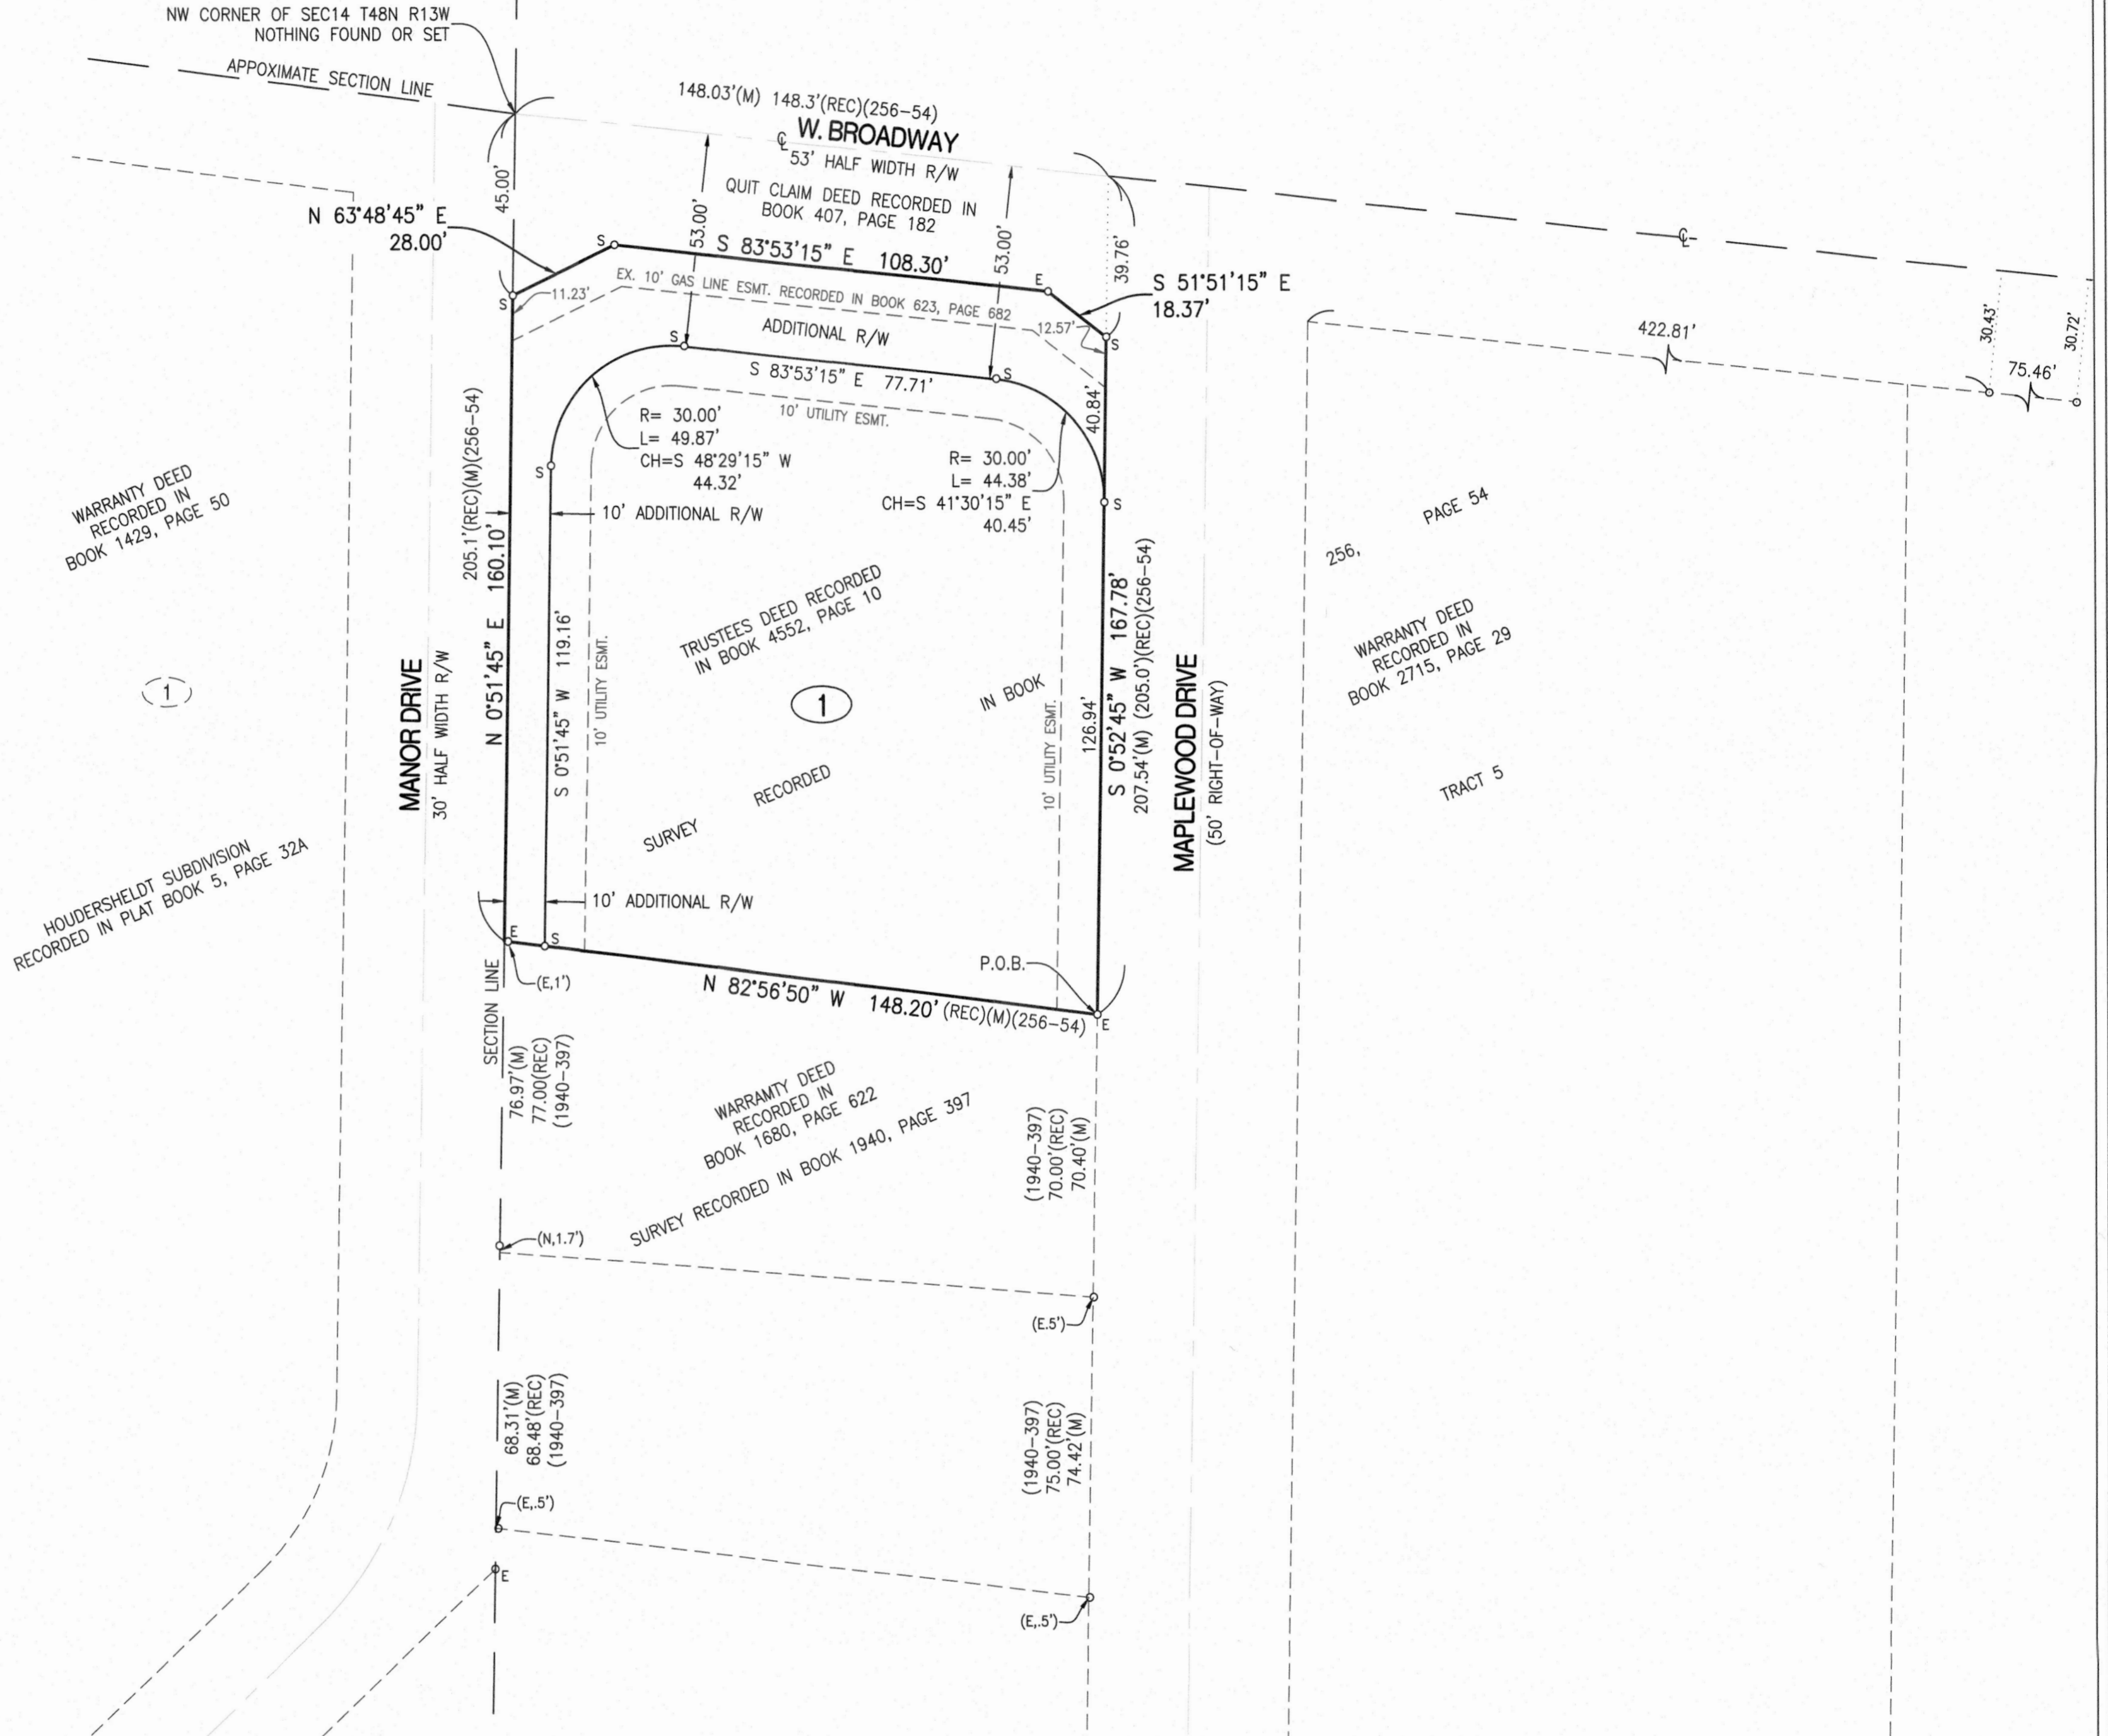 NW CORNER OF SEC14 T48N R13W
NOTHING FOUND OR SET
APPOXIMATE SECTION LINE
148.03'(M) 148.3'(REC)(256-54)
℄ W. BROADWAY
53' HALF WIDTH R/W
QUIT CLAIM DEED RECORDED IN
BOOK 407, PAGE 182
45.00'
53.00'
53.00'
39.76'
N 63°48'45" E
28.00'
S
S 83°53'15" E 108.30'
E
S 51°51'15" E
18.37'
S
11.23'
EX. 10' GAS LINE ESMT. RECORDED IN BOOK 623, PAGE 682
12.57'
S
ADDITIONAL R/W
S
S 83°53'15" E 77.71'
S
10' UTILITY ESMT.
40.84'
R= 30.00'
L= 49.87'
CH=S 48°29'15" W
44.32'
R= 30.00'
L= 44.38'
CH=S 41°30'15" E
40.45'
S
S
10' ADDITIONAL R/W
℄
422.81'
30.43'
75.46'
30.72'
WARRANTY DEED
RECORDED IN
BOOK 1429, PAGE 50
1
HOUDERSHELDT SUBDIVISION
RECORDED IN PLAT BOOK 5, PAGE 32A
MANOR DRIVE
30' HALF WIDTH R/W
205.1'(REC)(M)(256-54)
N 0°51'45" E 160.10'
S 0°51'45" W 119.16'
10' UTILITY ESMT.
TRUSTEES DEED RECORDED
IN BOOK 4552, PAGE 10
1
SURVEY RECORDED IN BOOK 256, PAGE 54
10' UTILITY ESMT.
126.94'
S 0°52'45" W 167.78'
207.54'(M) (205.0')(REC)(256-54)
MAPLEWOOD DRIVE
(50' RIGHT-OF-WAY)
WARRANTY DEED
RECORDED IN
BOOK 2715, PAGE 29
TRACT 5
10' ADDITIONAL R/W
E
S
(E,1')
P.O.B.
E
N 82°56'50" W 148.20' (REC)(M)(256-54)
SECTION LINE
76.97'(M)
77.00(REC)
(1940-397)
WARRAMTY DEED
RECORDED IN
BOOK 1680, PAGE 622
SURVEY RECORDED IN BOOK 1940, PAGE 397
(1940-397)
70.00'(REC)
70.40'(M)
(N,1.7')
(E.5')
68.31'(M)
68.48'(REC)
(1940-397)
(1940-397)
75.00'(REC)
74.42'(M)
(E,.5')
E
(E,.5')